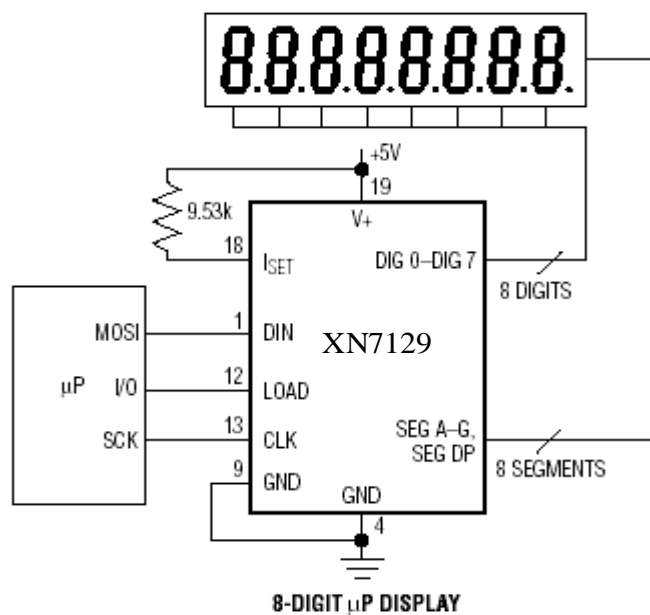 8.8.8.8.8.8.8.8.
+5V
19
9.53k
V+
18
ISET
DIG 0–DIG 7
8 DIGITS
1
MOSI
DIN
XN7129
µP
I/O
12
LOAD
SCK
13
CLK
SEG A–G,
SEG DP
9
GND
8 SEGMENTS
GND
4
8-DIGIT µP DISPLAY